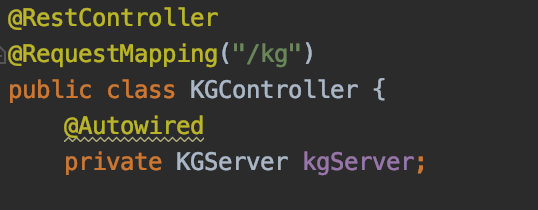 @RestController
@RequestMapping("/kg")
public class KGController {
@Autowired
private KGServer kgServer;